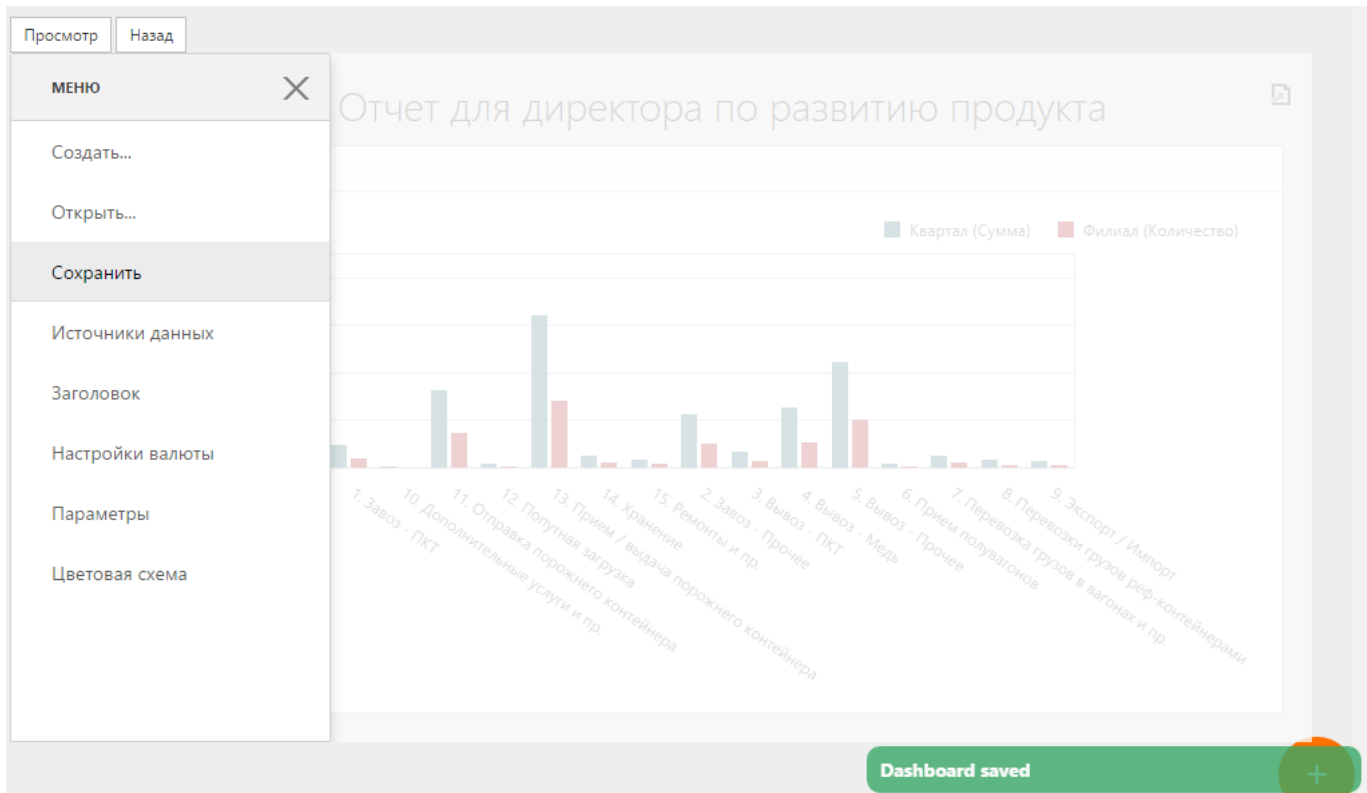 Просмотр Назад
МЕНЮ
Отчет для директора по развитию продукта
Создать...
Открыть...
Сохранить
Источники данных
Заголовок
Настройки валюты
Параметры
Цветовая схема
Квартал (Сумма) Филиал (Количество)
1. Завоз - ПКТ
10. Дополнительные услуги и пр.
11. Отправка порожнего контейнера
12. Попутная загрузка
13. Прием / выдача порожнего контейнера
14. Хранение
15. Ремонты и пр.
2. Завоз - Прочее
3. Вывоз - ПКТ
4. Вывоз - Медь
5. Вывоз - Прочее
6. Прием полувагонов
7. Перевозка грузов в вагонах и пр.
8. Перевозки грузов реф-контейнерами
9. Экспорт / Импорт
Dashboard saved
+